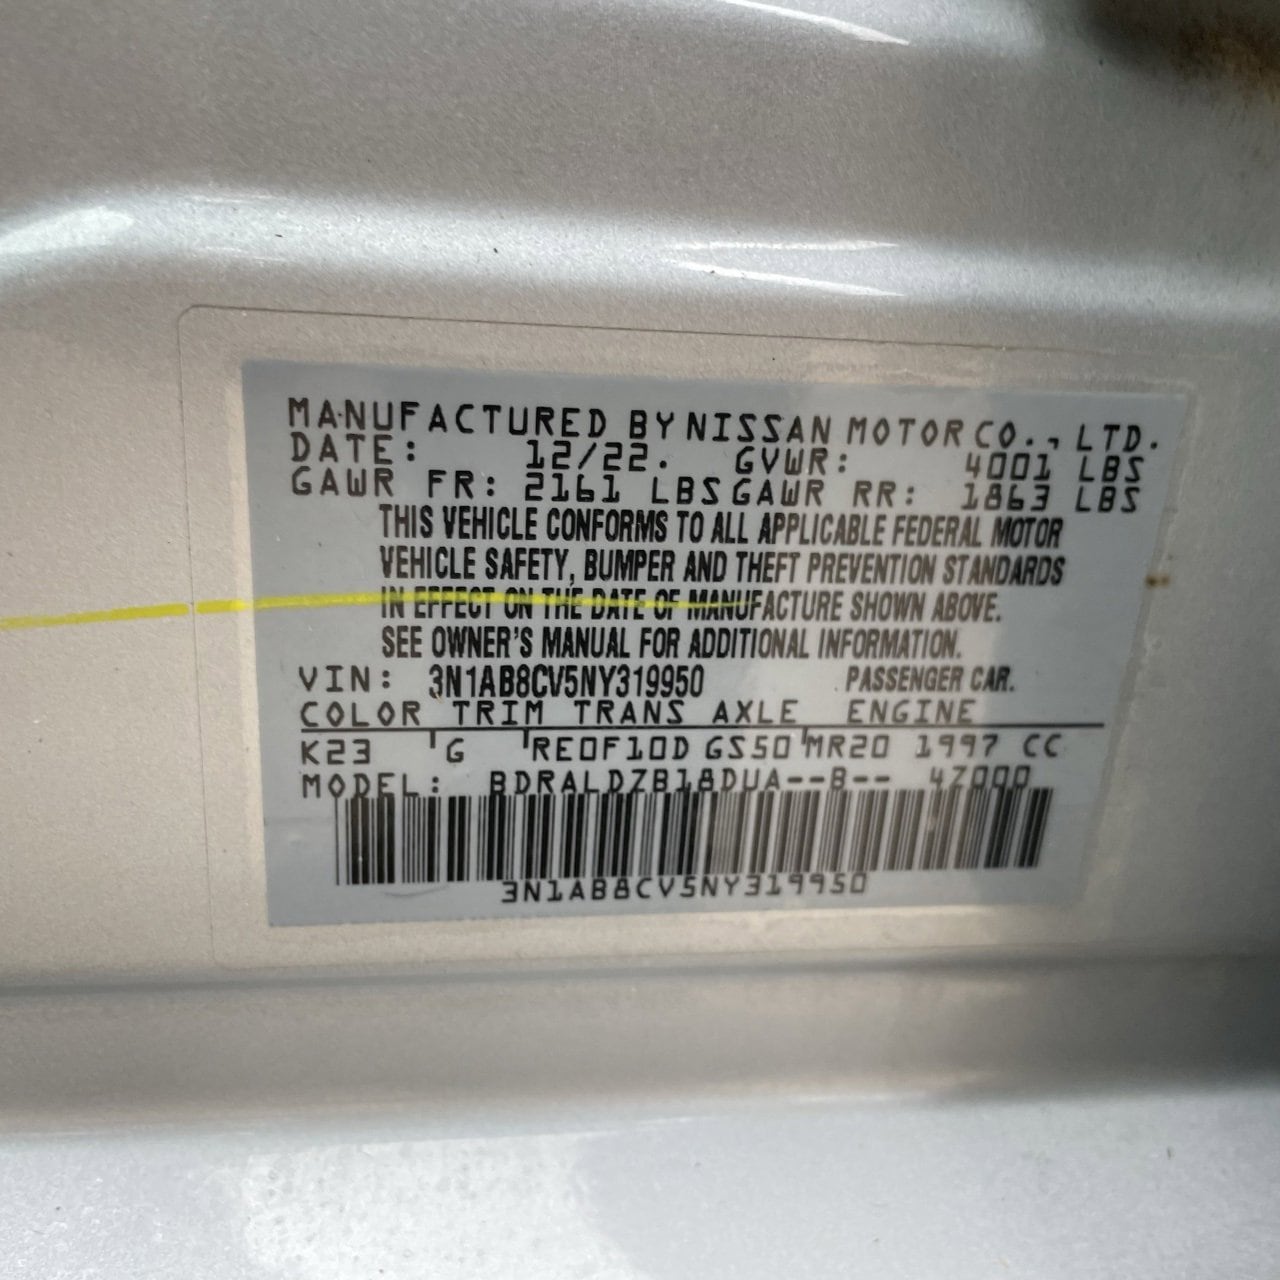 MANUFACTURED BY NISSAN MOTOR CO., LTD.
DATE: 12/22. GVWR: 4001 LBS
GAWR FR: 2161 LBS GAWR RR: 1863 LBS
THIS VEHICLE CONFORMS TO ALL APPLICABLE FEDERAL MOTOR
VEHICLE SAFETY, BUMPER AND THEFT PREVENTION STANDARDS
IN EFFECT ON THE DATE OF MANUFACTURE SHOWN ABOVE.
SEE OWNER'S MANUAL FOR ADDITIONAL INFORMATION.
VIN: 3N1AB8CV5NY319950 PASSENGER CAR.
COLOR TRIM TRANS AXLE ENGINE
K23 G RE0F10D GS50 MR20 1997 CC
MODEL: BDRALDZB18DUA--B-- 4Z000
3N1AB8CV5NY319950